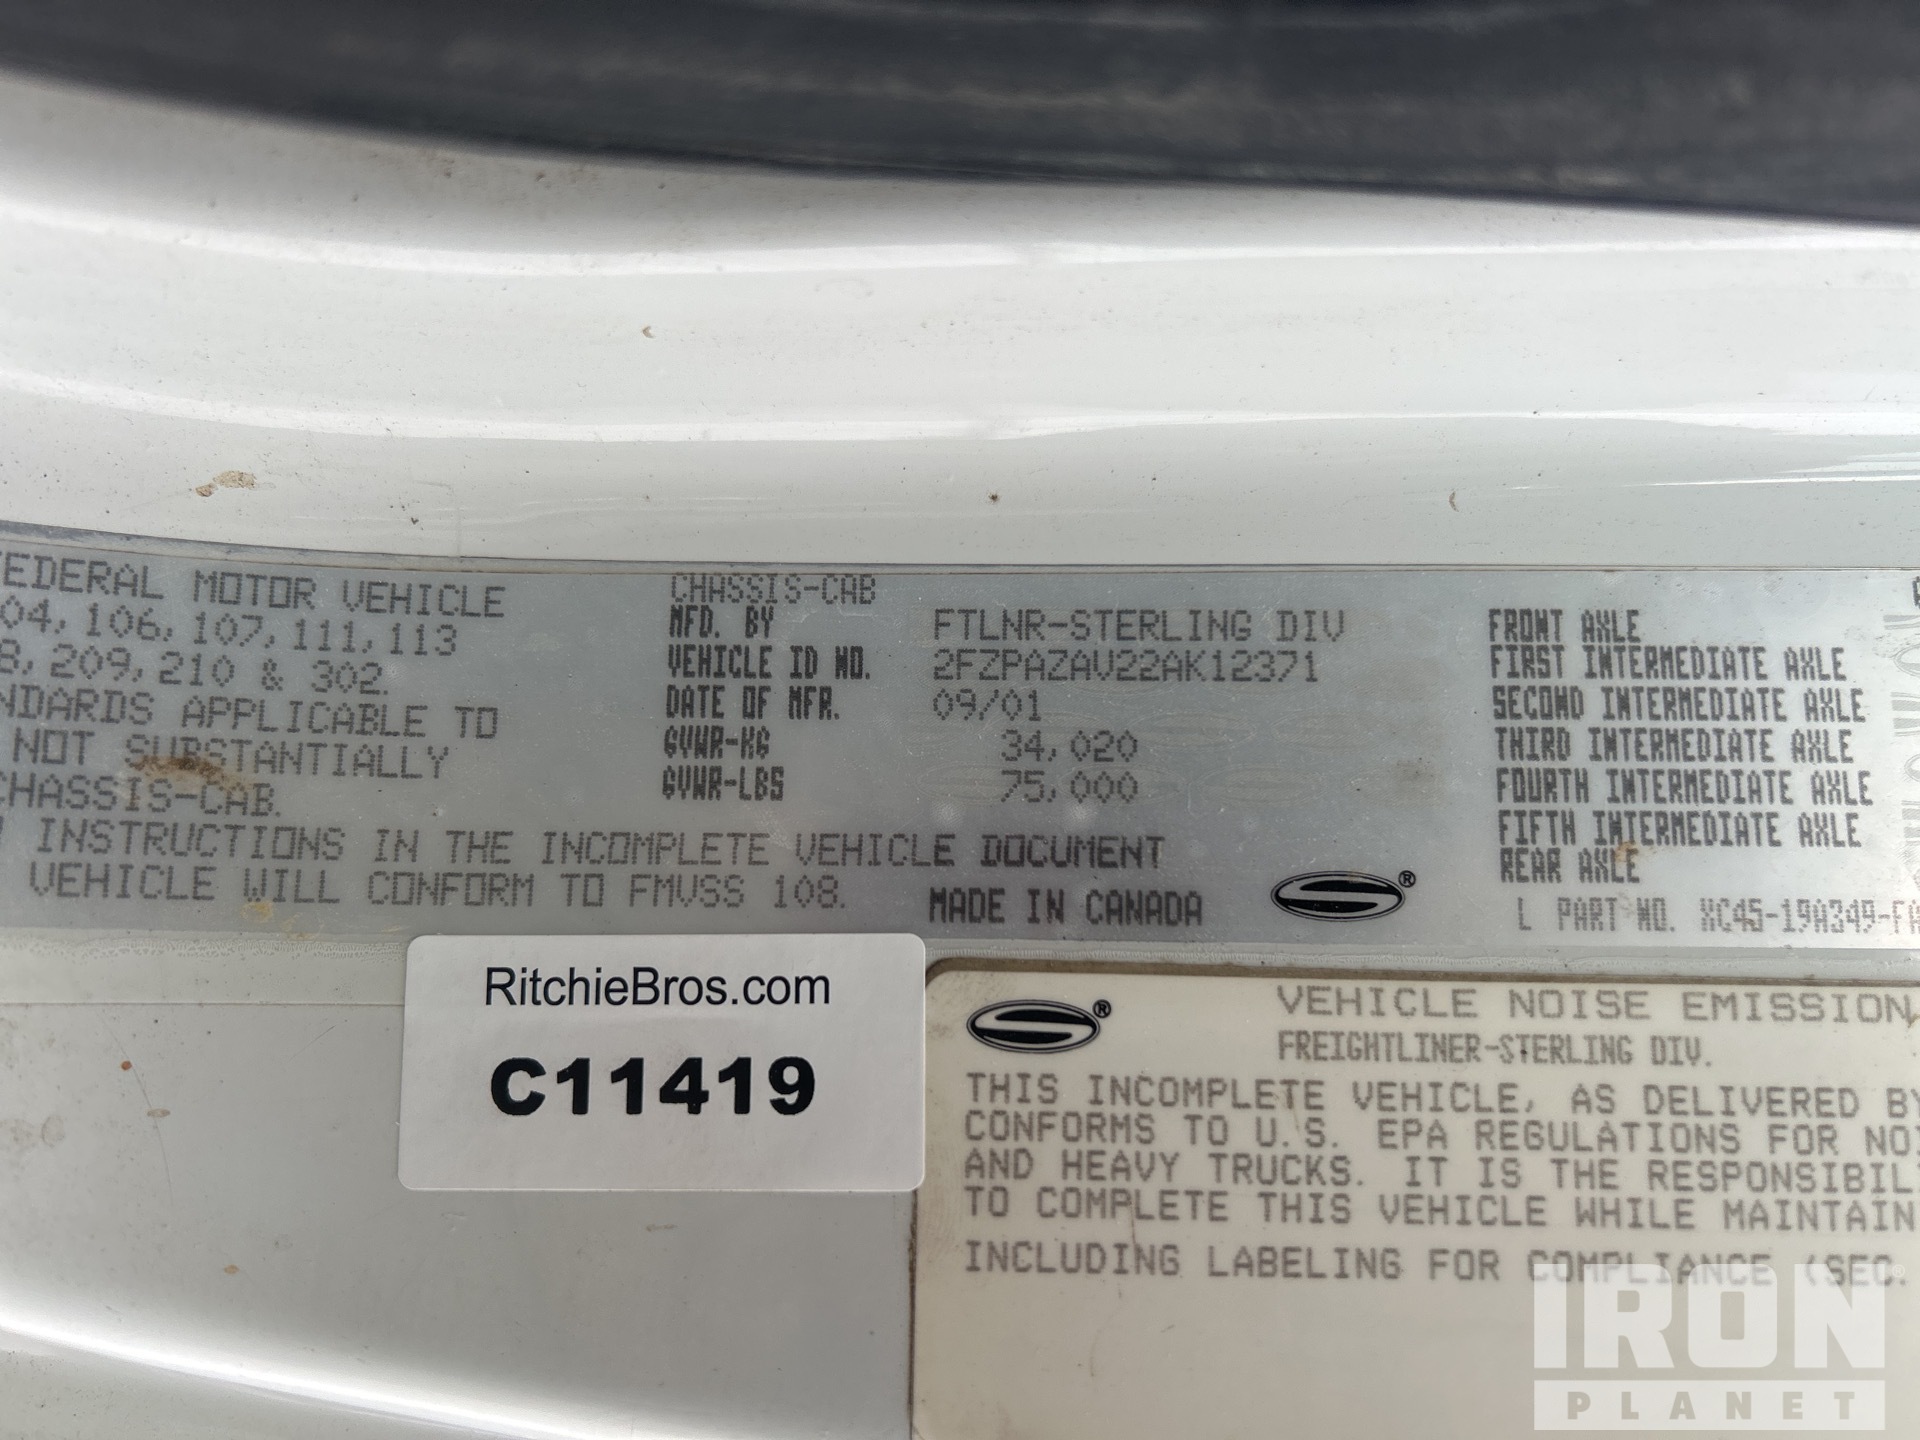 FEDERAL MOTOR VEHICLE
04, 106, 107, 111, 113
8, 209, 210 & 302.
NDARDS APPLICABLE TO
NOT SUBSTANTIALLY
CHASSIS-CAB.
INSTRUCTIONS IN THE INCOMPLETE VEHICLE DOCUMENT
VEHICLE WILL CONFORM TO FMVSS 108.
CHASSIS-CAB
MFD. BY FTLNR-STERLING DIV
VEHICLE ID NO. 2FZPAZAV22AK12371
DATE OF MFR. 09/01
GVWR-KG 34,020
GVWR-LBS 75,000
MADE IN CANADA
®
FRONT AXLE
FIRST INTERMEDIATE AXLE
SECOND INTERMEDIATE AXLE
THIRD INTERMEDIATE AXLE
FOURTH INTERMEDIATE AXLE
FIFTH INTERMEDIATE AXLE
REAR AXLE
L PART NO. XC45-19A349-FA
RitchieBros.com
C11419
®
VEHICLE NOISE EMISSION
FREIGHTLINER-STERLING DIV.
THIS INCOMPLETE VEHICLE, AS DELIVERED BY
CONFORMS TO U.S. EPA REGULATIONS FOR NOI
AND HEAVY TRUCKS. IT IS THE RESPONSIBIL
TO COMPLETE THIS VEHICLE WHILE MAINTAIN
INCLUDING LABELING FOR COMPLIANCE (SEC.
IRON®
PLANET